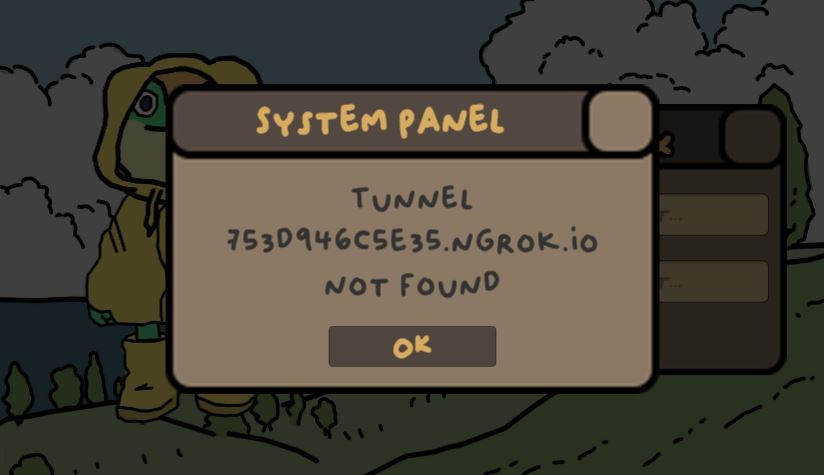 SYSTEM PANEL
TUNNEL
753D946C5E35.NGROK.iO
NOT FOUND
T...
T...
OK